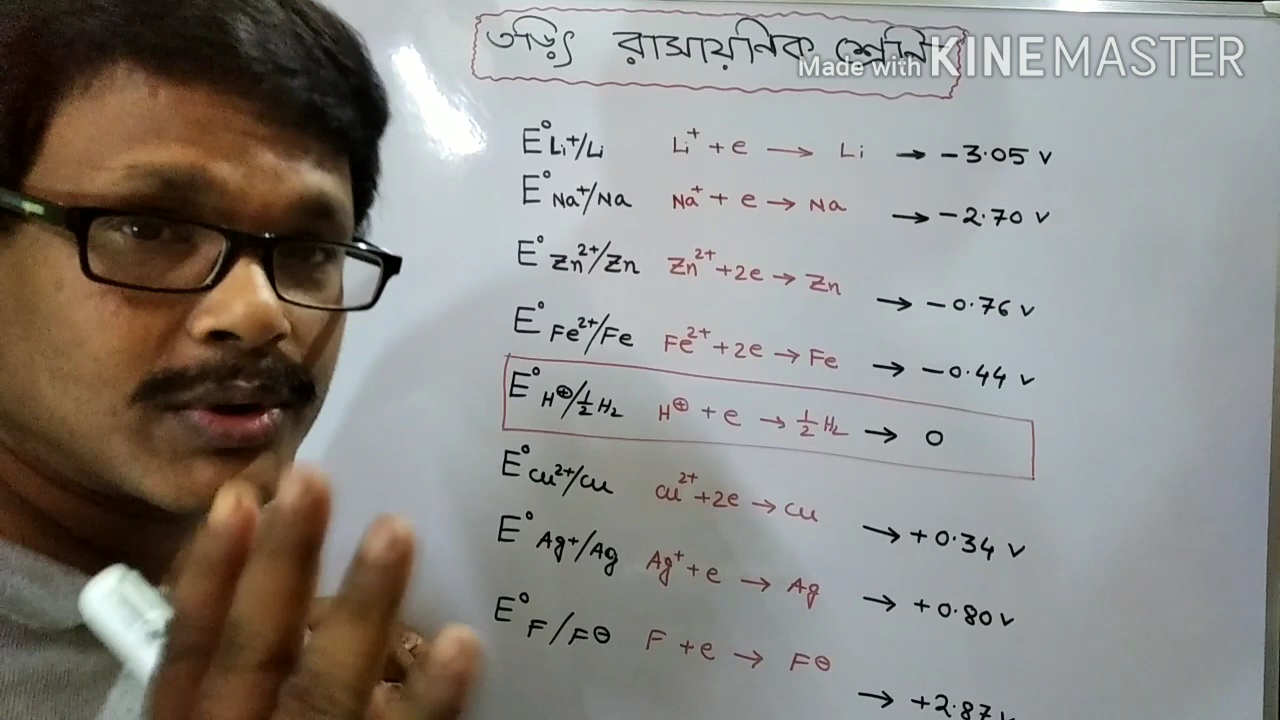 তড়িৎ রাসায়নিক শ্রেনি
Made with KINEMASTER
E° Li⁺/Li Li⁺ + e → Li → -3.05 v
E° Na⁺/Na Na⁺ + e → Na → -2.70 v
E° Zn²⁺/Zn Zn²⁺ + 2e → Zn → -0.76 v
E° Fe²⁺/Fe Fe²⁺ + 2e → Fe → -0.44 v
E° H⊕/½H₂ H⊕ + e → ½H₂ → 0
E° Cu²⁺/Cu Cu²⁺ + 2e → Cu → +0.34 v
E° Ag⁺/Ag Ag⁺ + e → Ag → +0.80 v
E° F/F⊖ F + e → F⊖ → +2.87 v